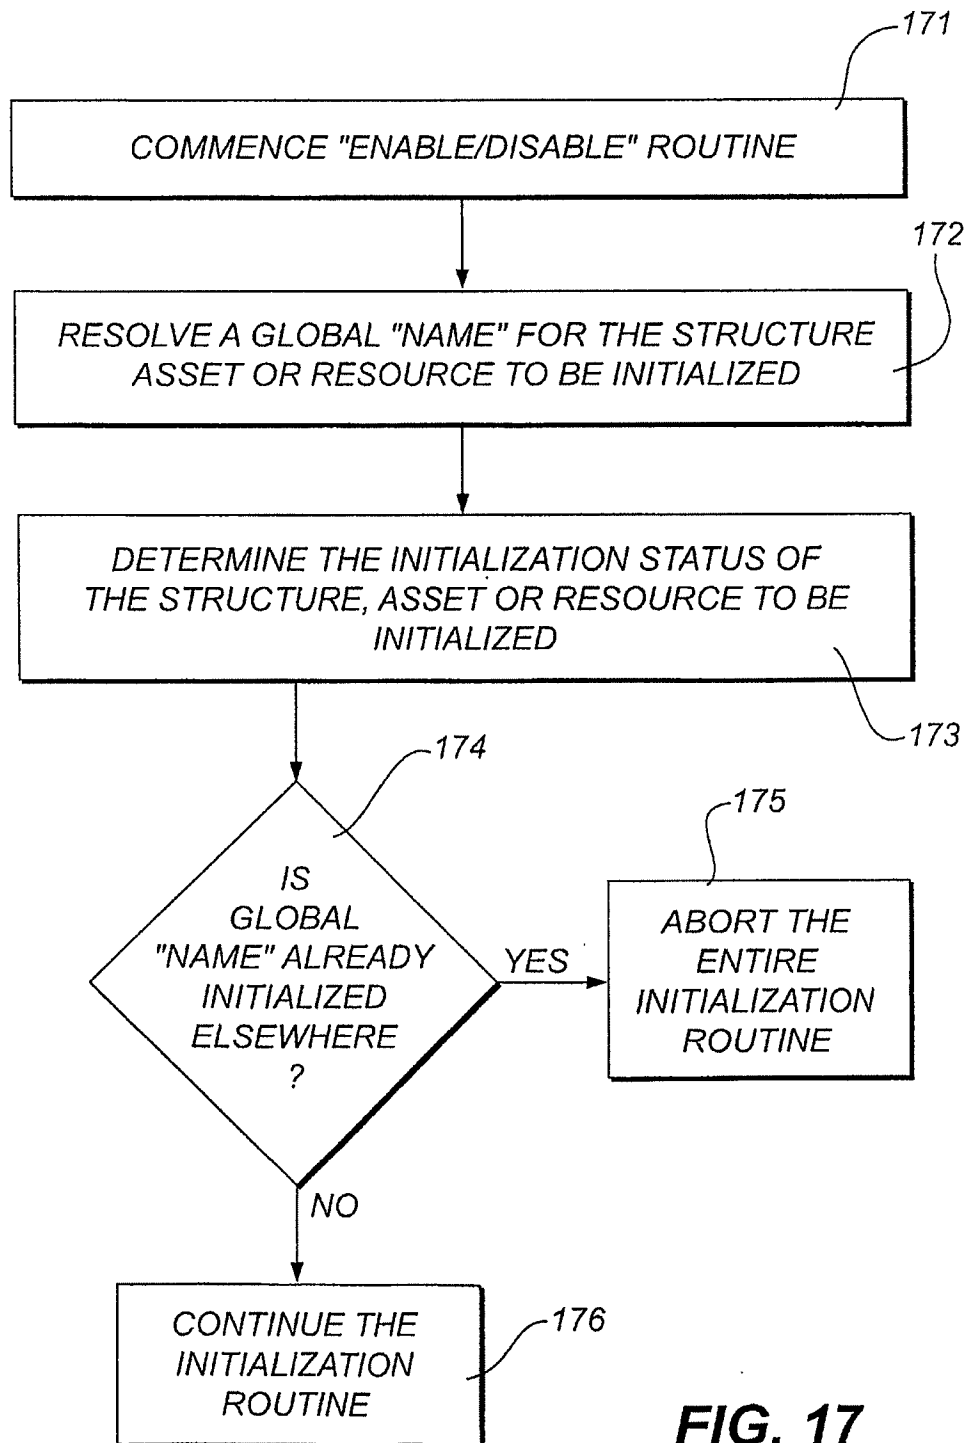 171
COMMENCE "ENABLE/DISABLE" ROUTINE
172
RESOLVE A GLOBAL "NAME" FOR THE STRUCTURE
ASSET OR RESOURCE TO BE INITIALIZED
DETERMINE THE INITIALIZATION STATUS OF
THE STRUCTURE, ASSET OR RESOURCE TO BE
INITIALIZED
173
174
IS
GLOBAL
"NAME" ALREADY
INITIALIZED
ELSEWHERE
?
YES
175
ABORT THE
ENTIRE
INITIALIZATION
ROUTINE
NO
CONTINUE THE
INITIALIZATION
ROUTINE
176
FIG. 17